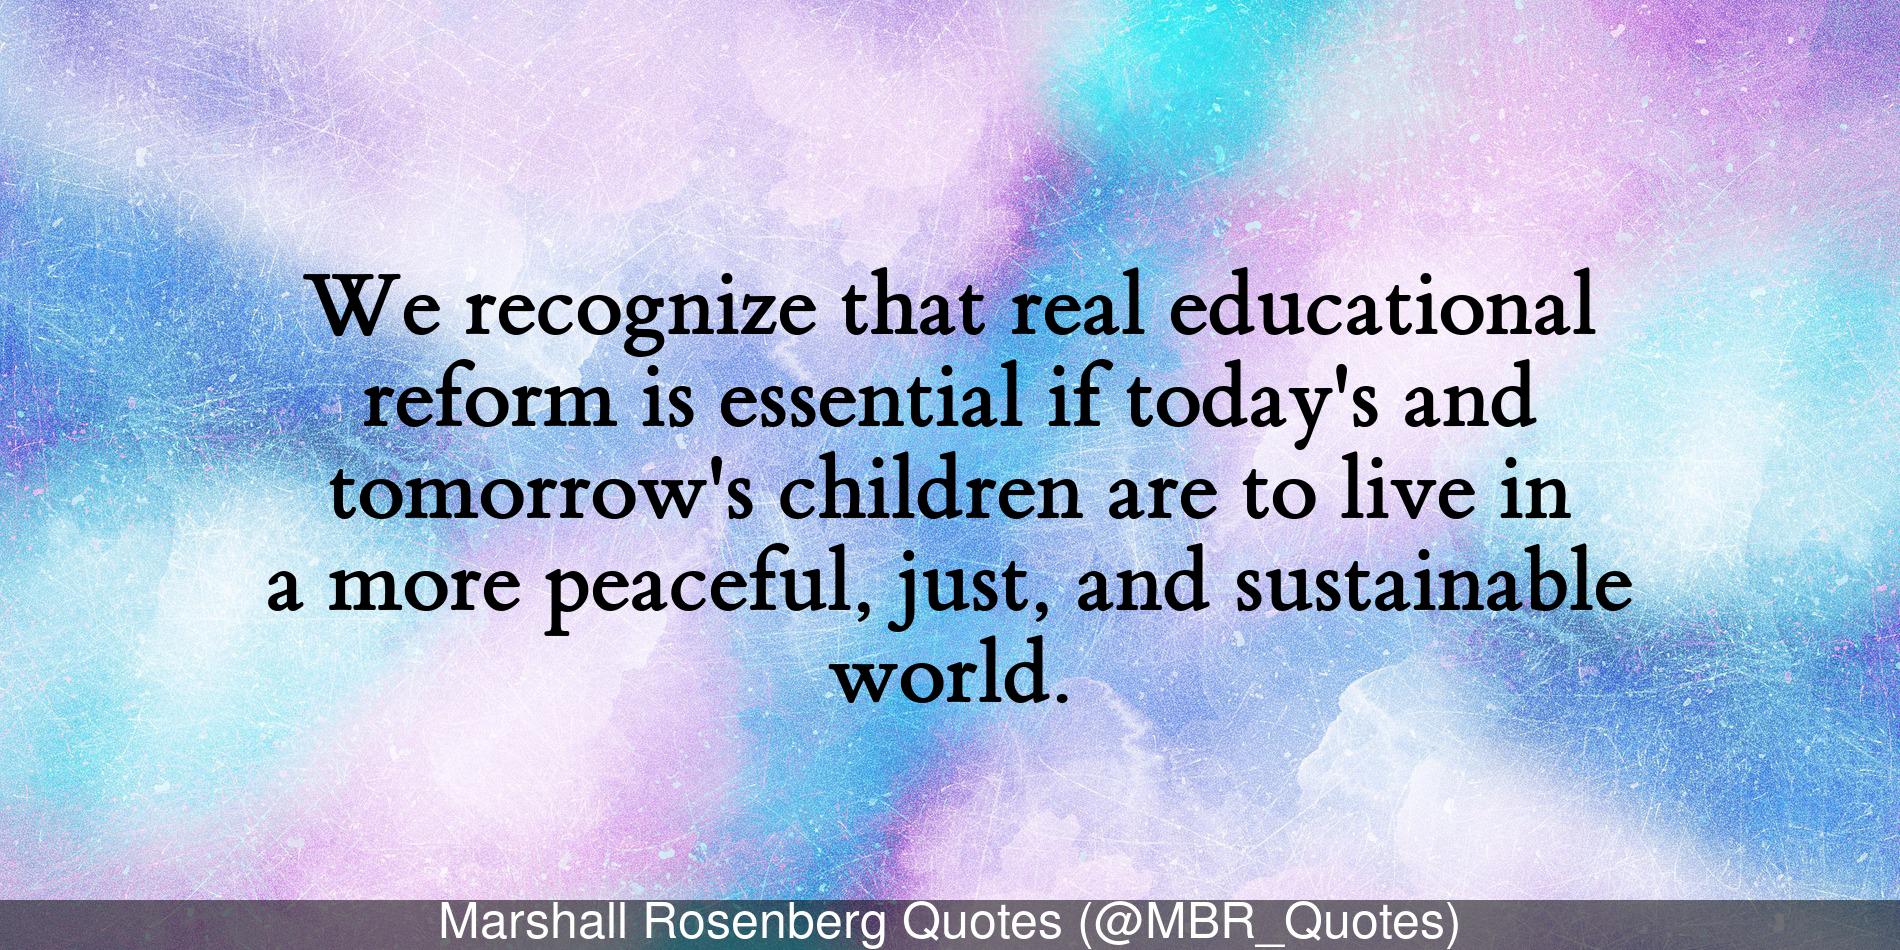 We recognize that real educational
reform is essential if today's and
tomorrow's children are to live in
a more peaceful, just, and sustainable
world.
Marshall Rosenberg Quotes (@MBR_Quotes)